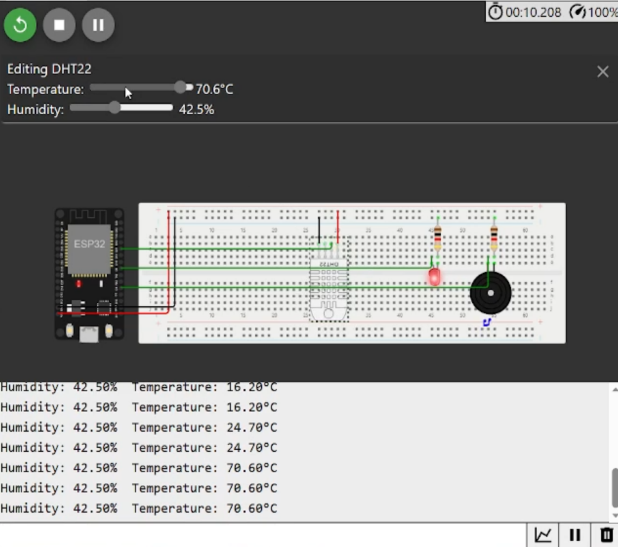 00:10.208 100%
Editing DHT22
Temperature: 70.6°C
Humidity: 42.5%
ESP32
Humidity: 42.50% Temperature: 16.20°C
Humidity: 42.50% Temperature: 16.20°C
Humidity: 42.50% Temperature: 24.70°C
Humidity: 42.50% Temperature: 24.70°C
Humidity: 42.50% Temperature: 70.60°C
Humidity: 42.50% Temperature: 70.60°C
Humidity: 42.50% Temperature: 70.60°C